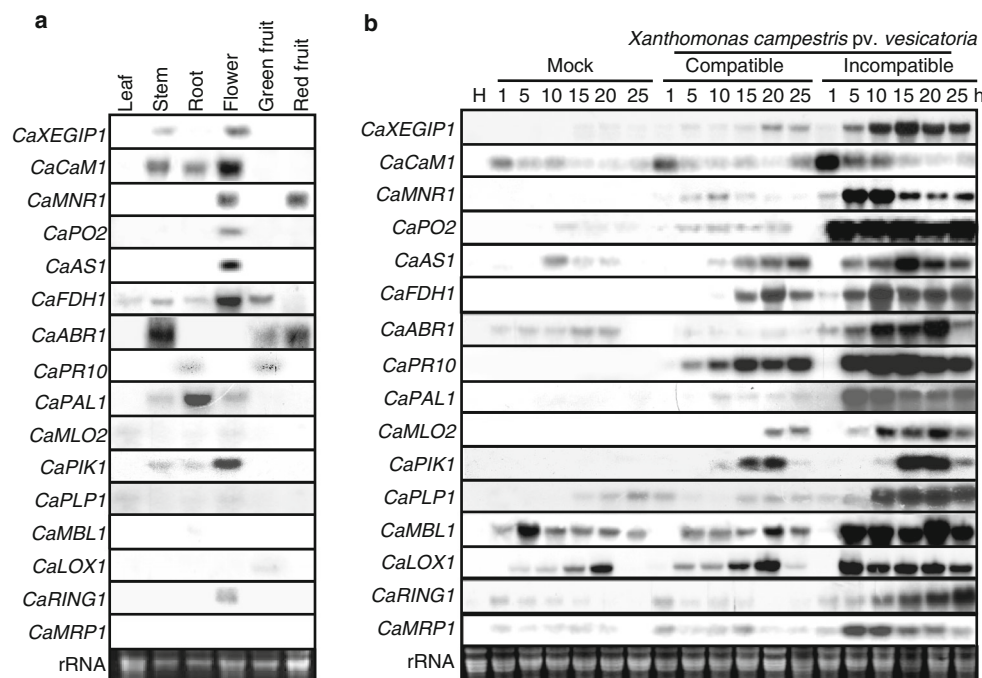 a
Leaf
Stem
Root
Flower
Green fruit
Red fruit
CaXEGIP1
CaCaM1
CaMNR1
CaPO2
CaAS1
CaFDH1
CaABR1
CaPR10
CaPAL1
CaMLO2
CaPIK1
CaPLP1
CaMBL1
CaLOX1
CaRING1
CaMRP1
rRNA
b
Xanthomonas campestris pv. vesicatoria
Mock Compatible Incompatible
H 1 5 10 15 20 25 1 5 10 15 20 25 1 5 10 15 20 25 h
CaXEGIP1
CaCaM1
CaMNR1
CaPO2
CaAS1
CaFDH1
CaABR1
CaPR10
CaPAL1
CaMLO2
CaPIK1
CaPLP1
CaMBL1
CaLOX1
CaRING1
CaMRP1
rRNA